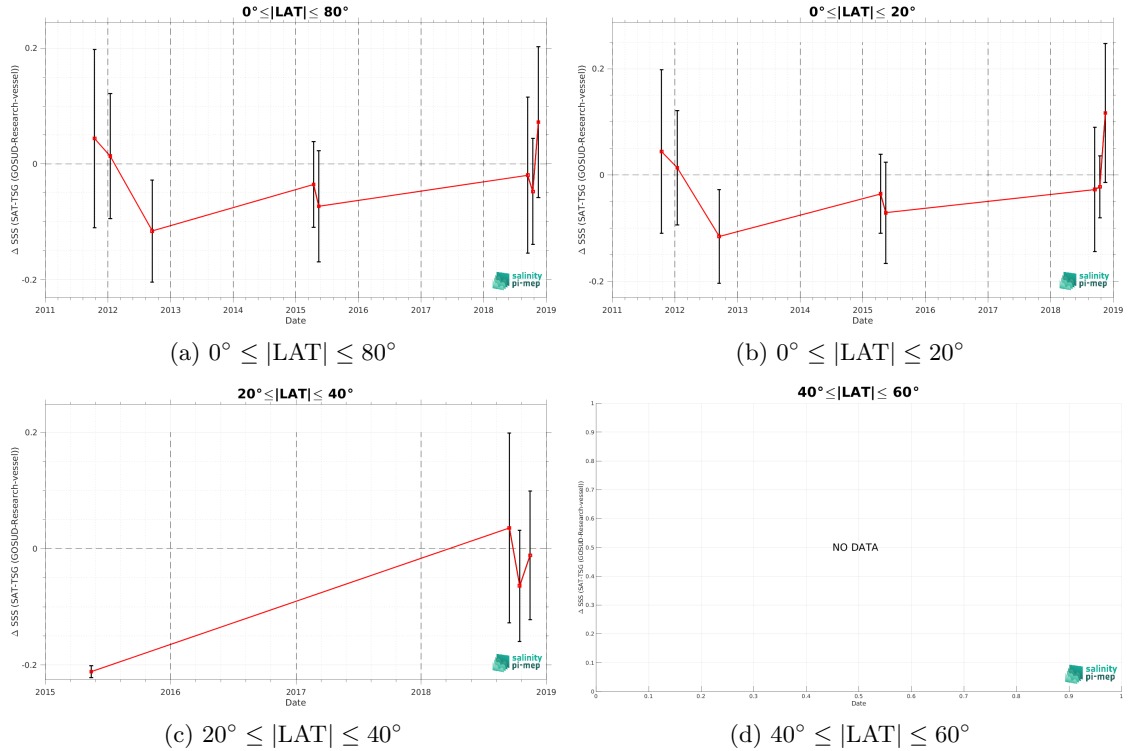 0°≤|LAT|≤ 80°
Δ SSS (SAT-TSG (GOSUD-Research-vessel))
0.2
0
-0.2
2011 2012 2013 2014 2015 2016 2017 2018 2019
Date
salinity
pi-mep
(a) 0° ≤ |LAT| ≤ 80°
0°≤|LAT|≤ 20°
Δ SSS (SAT-TSG (GOSUD-Research-vessel))
0.2
0
-0.2
2011 2012 2013 2014 2015 2016 2017 2018 2019
Date
salinity
pi-mep
(b) 0° ≤ |LAT| ≤ 20°
20°≤|LAT|≤ 40°
Δ SSS (SAT-TSG (GOSUD-Research-vessel))
0.2
0
-0.2
2015 2016 2017 2018 2019
Date
salinity
pi-mep
(c) 20° ≤ |LAT| ≤ 40°
40°≤|LAT|≤ 60°
Δ SSS (SAT-TSG (GOSUD-Research-vessel))
1
0.9
0.8
0.7
0.6
0.5
0.4
0.3
0.2
0.1
0
NO DATA
0 0.1 0.2 0.3 0.4 0.5 0.6 0.7 0.8 0.9 1
Date
salinity
pi-mep
(d) 40° ≤ |LAT| ≤ 60°